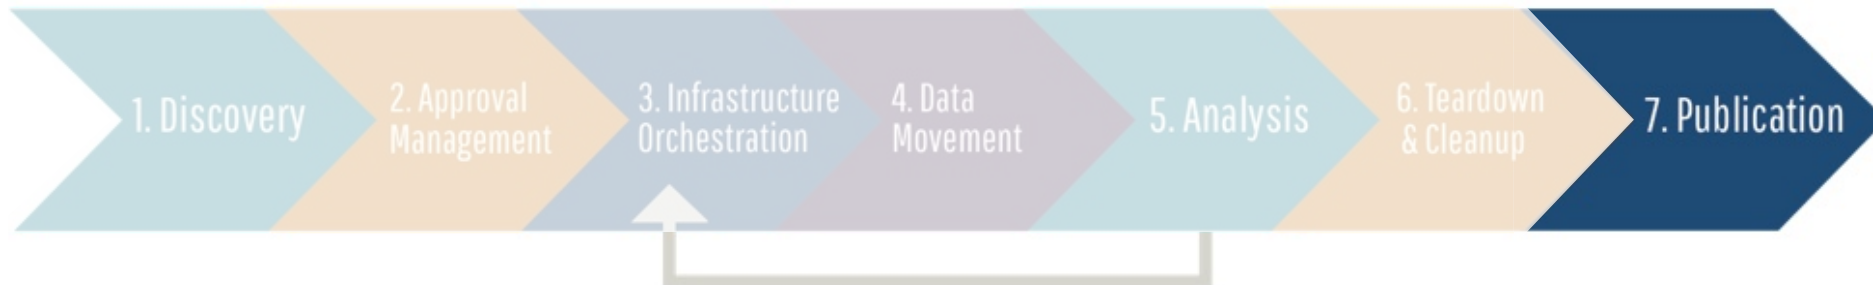 1. Discovery
2. Approval
Management
3. Infrastructure
Orchestration
4. Data
Movement
5. Analysis
6. Teardown
& Cleanup
7. Publication